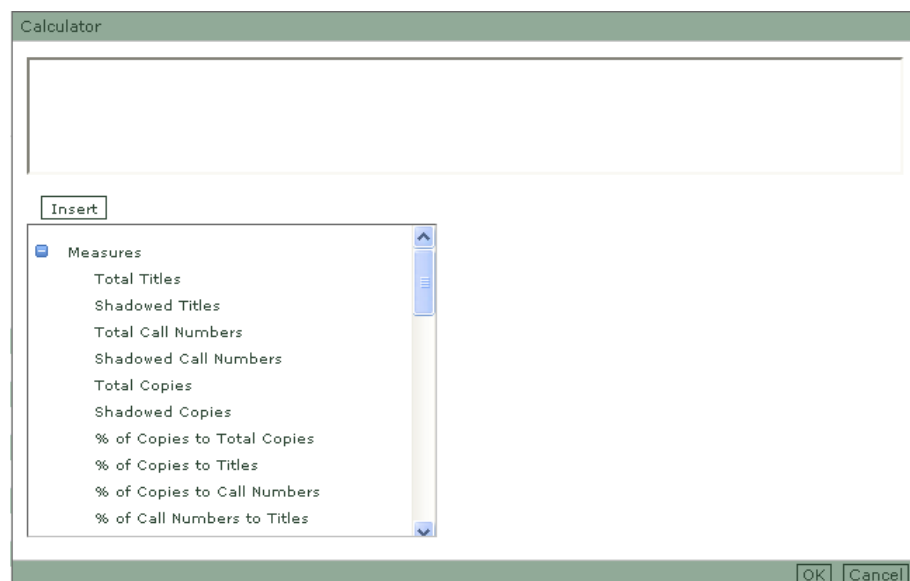 Calculator
Insert
Measures
Total Titles
Shadowed Titles
Total Call Numbers
Shadowed Call Numbers
Total Copies
Shadowed Copies
% of Copies to Total Copies
% of Copies to Titles
% of Copies to Call Numbers
% of Call Numbers to Titles
OK Cancel